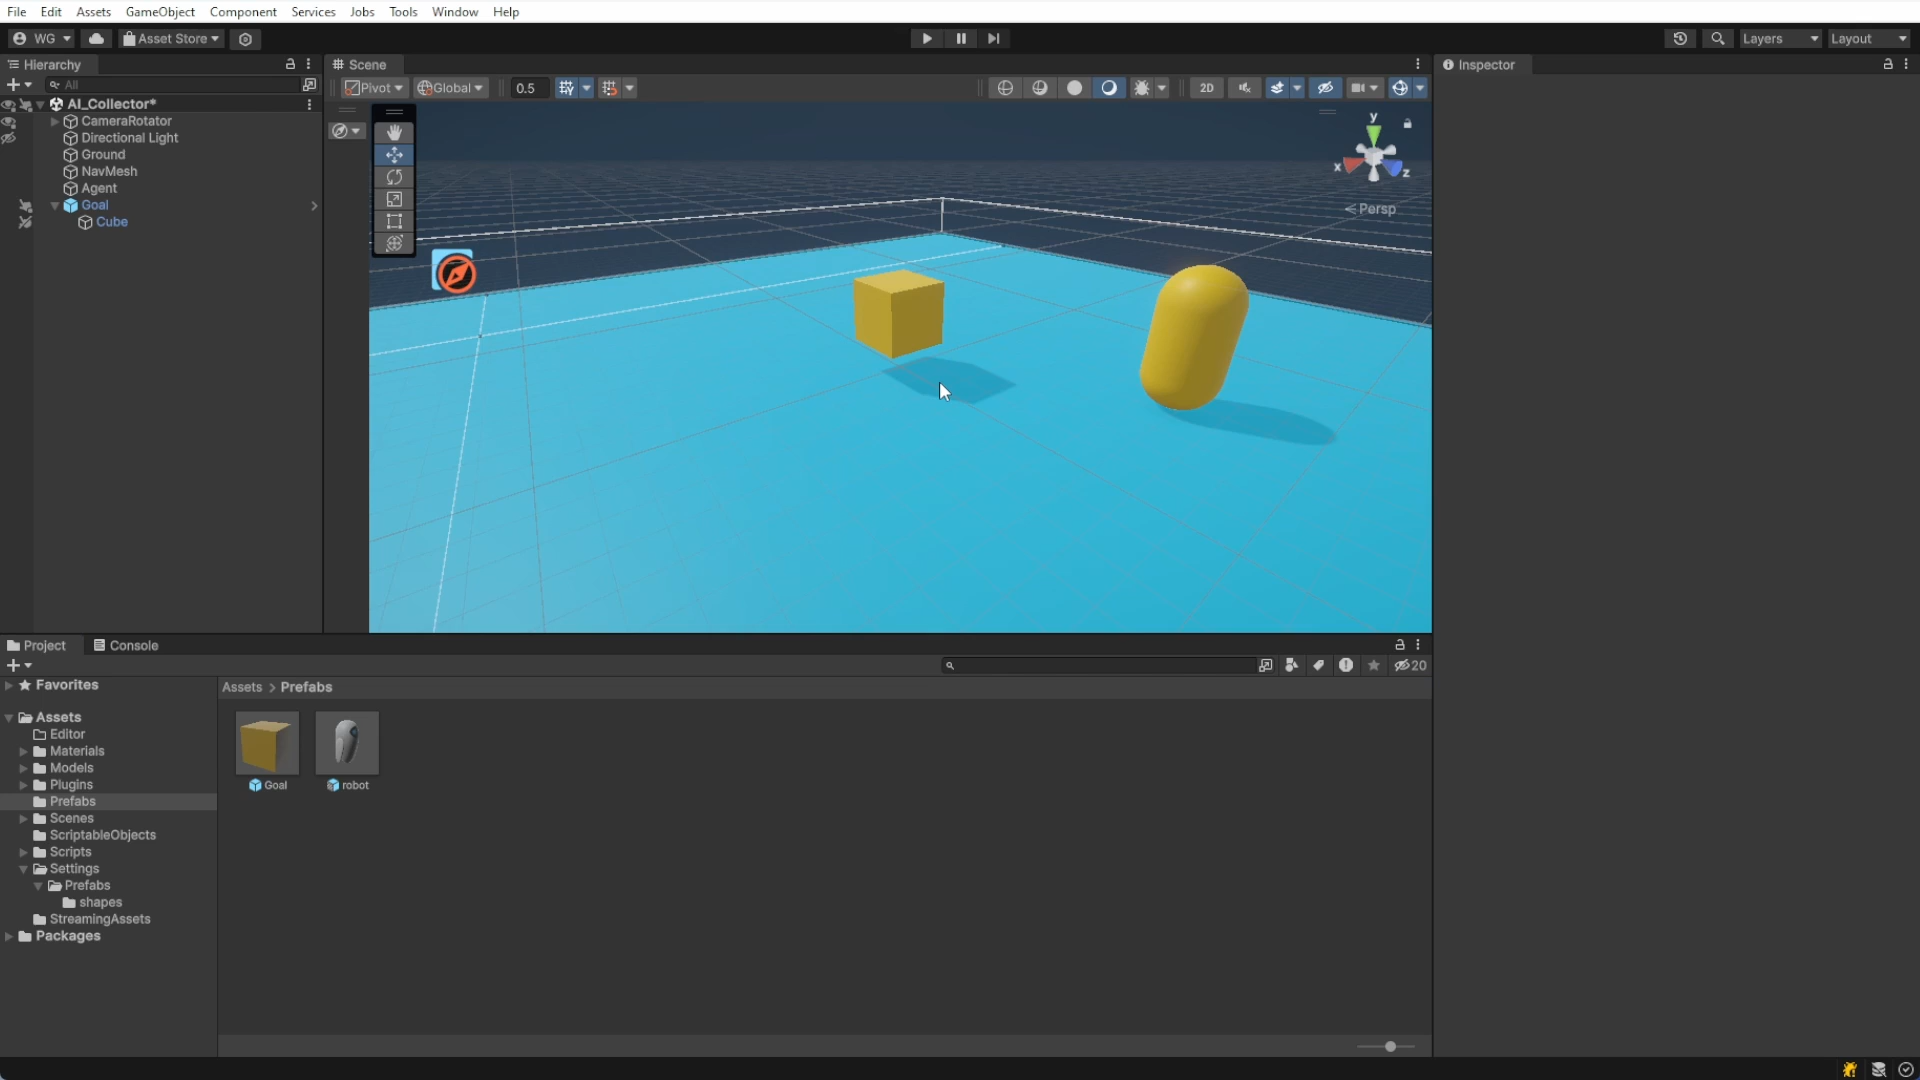 File Edit Assets GameObject Component Services Jobs Tools Window Help
WG Asset Store Layers Layout
Hierarchy Scene Inspector
All Pivot Global 0.5 2D
AI_Collector*
CameraRotator
Directional Light
Ground
NavMesh
Agent
Goal
Cube
y
x z
Persp
Project Console
20
Favorites
Assets > Prefabs
Assets
Editor
Materials
Models
Plugins
Prefabs
Scenes
ScriptableObjects
Scripts
Settings
Prefabs
shapes
StreamingAssets
Packages
Goal robot